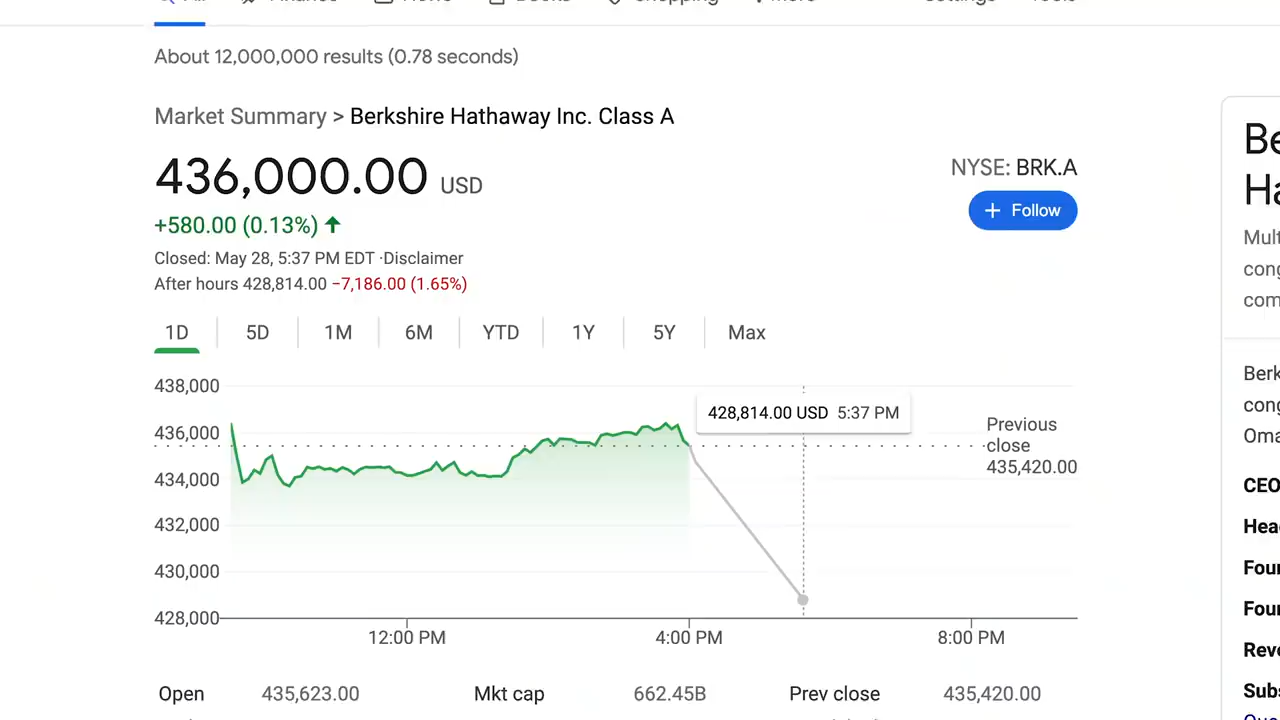 About 12,000,000 results (0.78 seconds)
Market Summary > Berkshire Hathaway Inc. Class A
436,000.00 USD
NYSE: BRK.A
+580.00 (0.13%) ↑
+ Follow
Closed: May 28, 5:37 PM EDT ·Disclaimer
After hours 428,814.00 −7,186.00 (1.65%)
1D 5D 1M 6M YTD 1Y 5Y Max
438,000
436,000
434,000
432,000
430,000
428,000
428,814.00 USD 5:37 PM
Previous
close
435,420.00
12:00 PM 4:00 PM 8:00 PM
Open 435,623.00 Mkt cap 662.45B Prev close 435,420.00
CEO